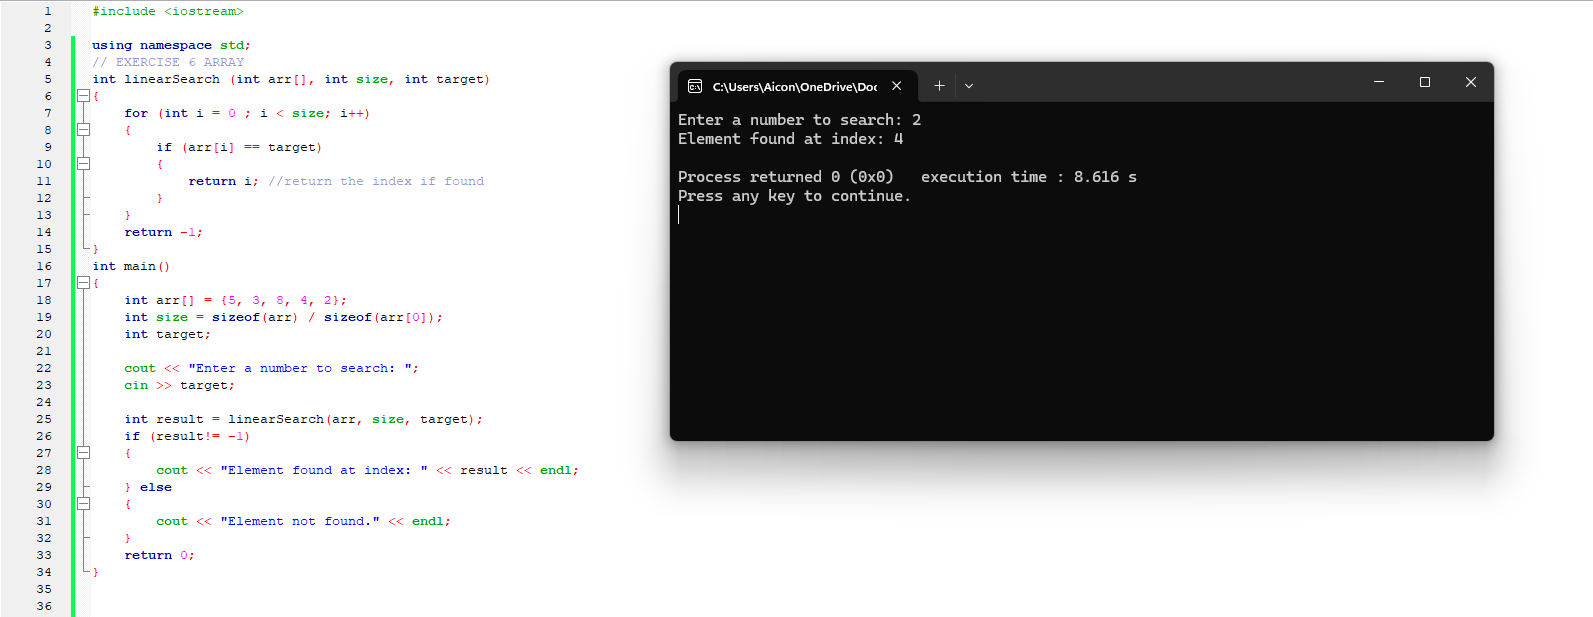 1 #include <iostream>
2
3 using namespace std;
4 // EXERCISE 6 ARRAY
5 int linearSearch (int arr[], int size, int target)
6 {
7 for (int i = 0 ; i < size; i++)
8 {
9 if (arr[i] == target)
10 {
11 return i; //return the index if found
12 }
13 }
14 return -1;
15 }
16 int main()
17 {
18 int arr[] = {5, 3, 8, 4, 2};
19 int size = sizeof(arr) / sizeof(arr[0]);
20 int target;
21
22 cout << "Enter a number to search: ";
23 cin >> target;
24
25 int result = linearSearch(arr, size, target);
26 if (result!= -1)
27 {
28 cout << "Element found at index: " << result << endl;
29 } else
30 {
31 cout << "Element not found." << endl;
32 }
33 return 0;
34 }
35
36
C:\Users\Aicon\OneDrive\Doc
Enter a number to search: 2
Element found at index: 4
Process returned 0 (0x0) execution time : 8.616 s
Press any key to continue.